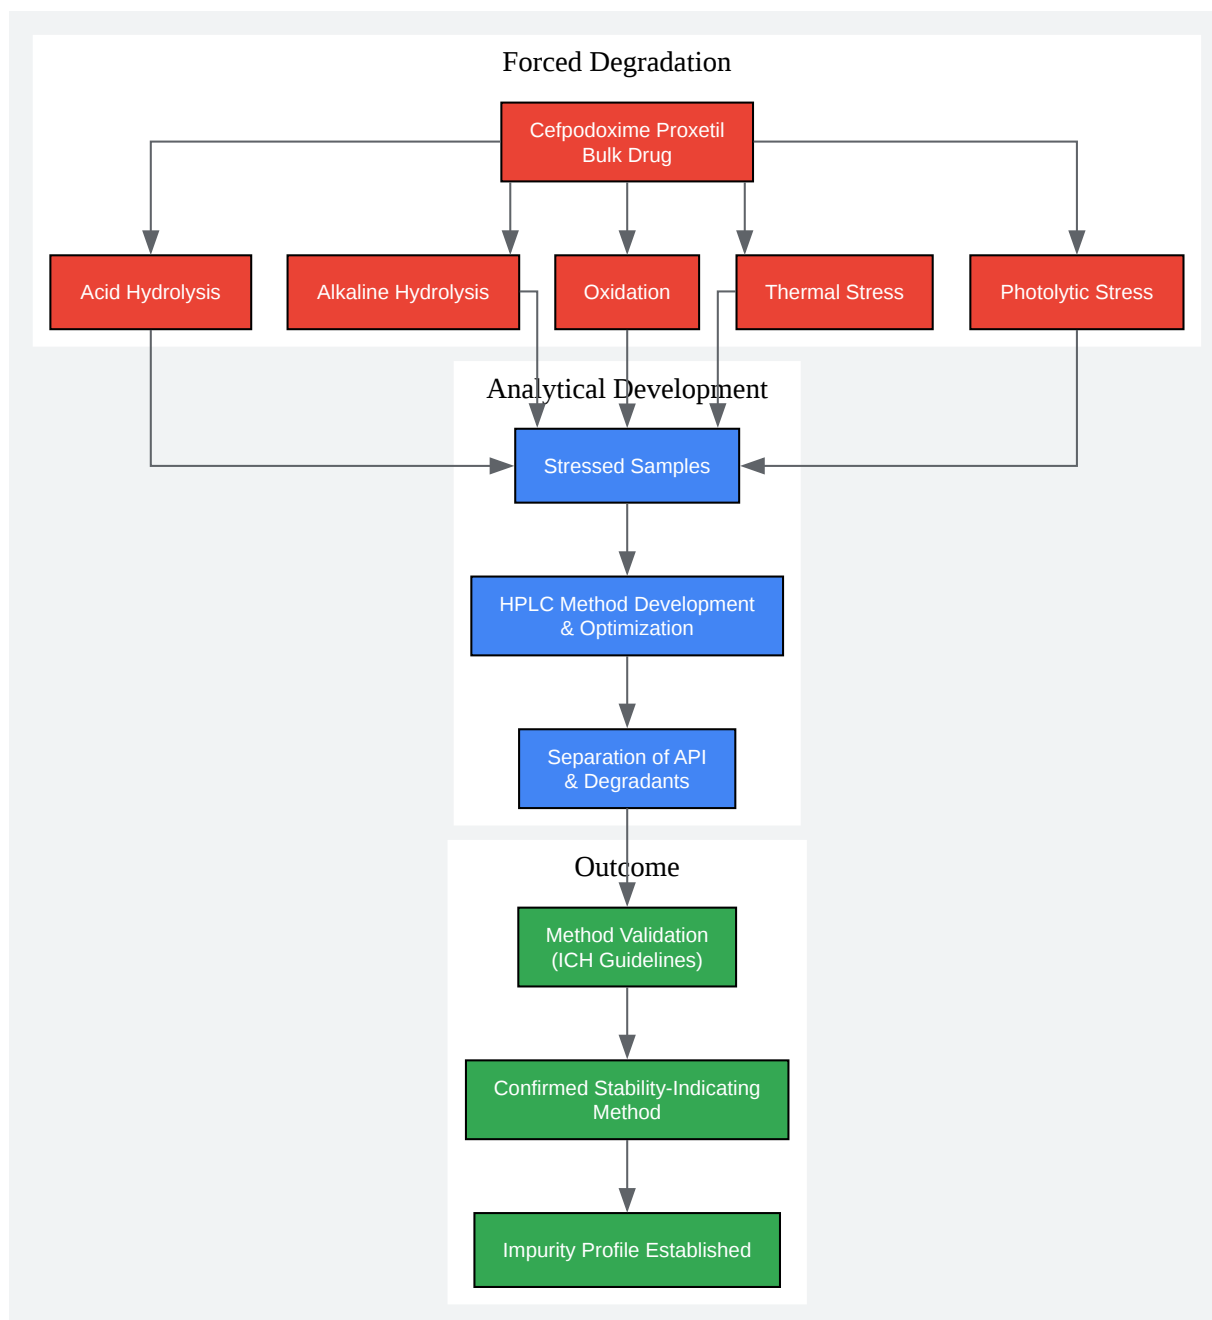 Forced Degradation
Cefpodoxime Proxetil
Bulk Drug
Acid Hydrolysis
Alkaline Hydrolysis
Oxidation
Thermal Stress
Photolytic Stress
Analytical Development
Stressed Samples
HPLC Method Development
& Optimization
Separation of API
& Degradants
Outcome
Method Validation
(ICH Guidelines)
Confirmed Stability-Indicating
Method
Impurity Profile Established